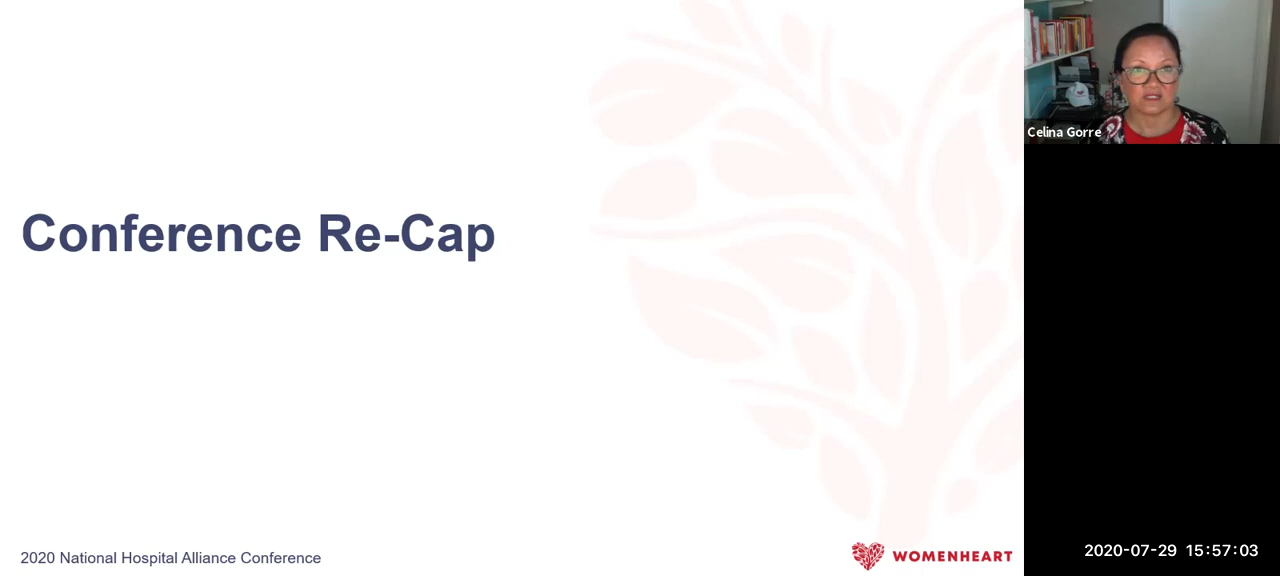 Conference Re-Cap
2020 National Hospital Alliance Conference
WOMENHEART
Celina Gorre
2020-07-29 15:57:03